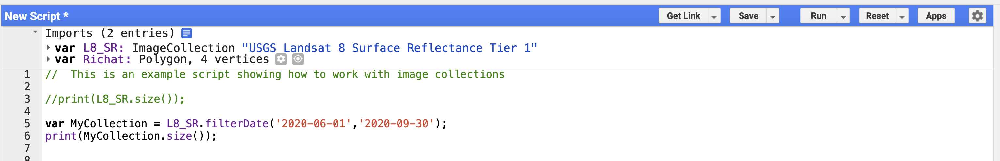 New Script *
Get Link
Save
Run
Reset
Apps
Imports (2 entries)
var L8_SR: ImageCollection "USGS Landsat 8 Surface Reflectance Tier 1"
var Richat: Polygon, 4 vertices
1 //  This is an example script showing how to work with image collections
2
3 //print(L8_SR.size());
4
5 var MyCollection = L8_SR.filterDate('2020-06-01','2020-09-30');
6 print(MyCollection.size());
7
8